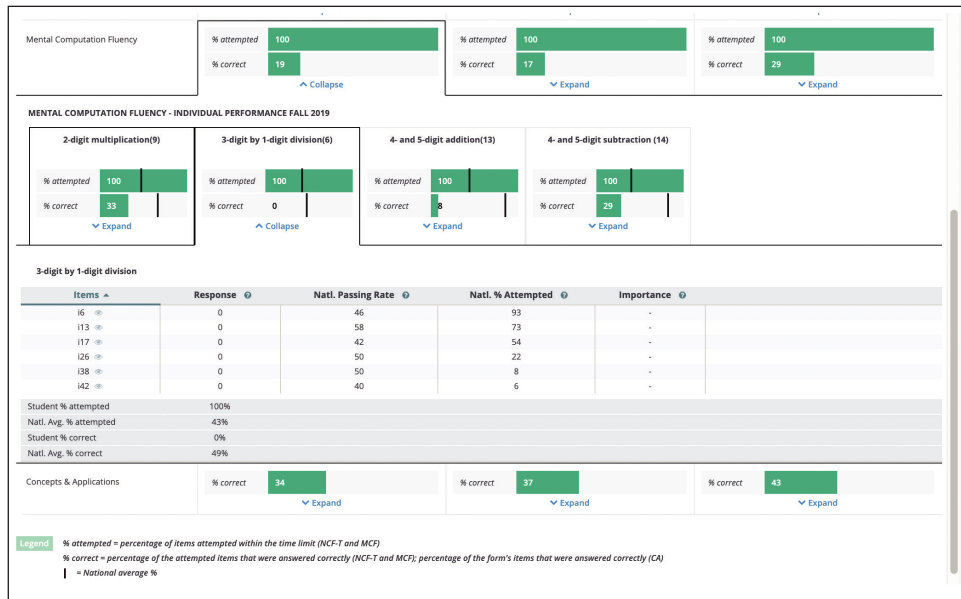 Mental Computation Fluency
% attempted 100 % attempted 100 % attempted 100
% correct 19 % correct 17 % correct 29
Collapse Expand Expand
MENTAL COMPUTATION FLUENCY - INDIVIDUAL PERFORMANCE FALL 2019
2-digit multiplication(9) 3-digit by 1-digit division(6) 4- and 5-digit addition(13) 4- and 5-digit subtraction (14)
% attempted 100 % attempted 100 % attempted 100 % attempted 100
% correct 33 % correct 0 % correct 8 % correct 29
Expand Collapse Expand Expand
3-digit by 1-digit division
Items Response Natl. Passing Rate Natl. % Attempted Importance
i6 0 46 93 -
i13 0 58 73 -
i17 0 42 54 -
i26 0 50 22 -
i38 0 50 8 -
i42 0 40 6 -
Student % attempted 100%
Natl. Avg. % attempted 43%
Student % correct 0%
Natl. Avg. % correct 49%
Concepts & Applications % correct 34 % correct 37 % correct 43
Expand Expand Expand
Legend % attempted = percentage of items attempted within the time limit (NCF-T and MCF)
% correct = percentage of the attempted items that were answered correctly (NCF-T and MCF); percentage of the form's items that were answered correctly (CA)
= National average %